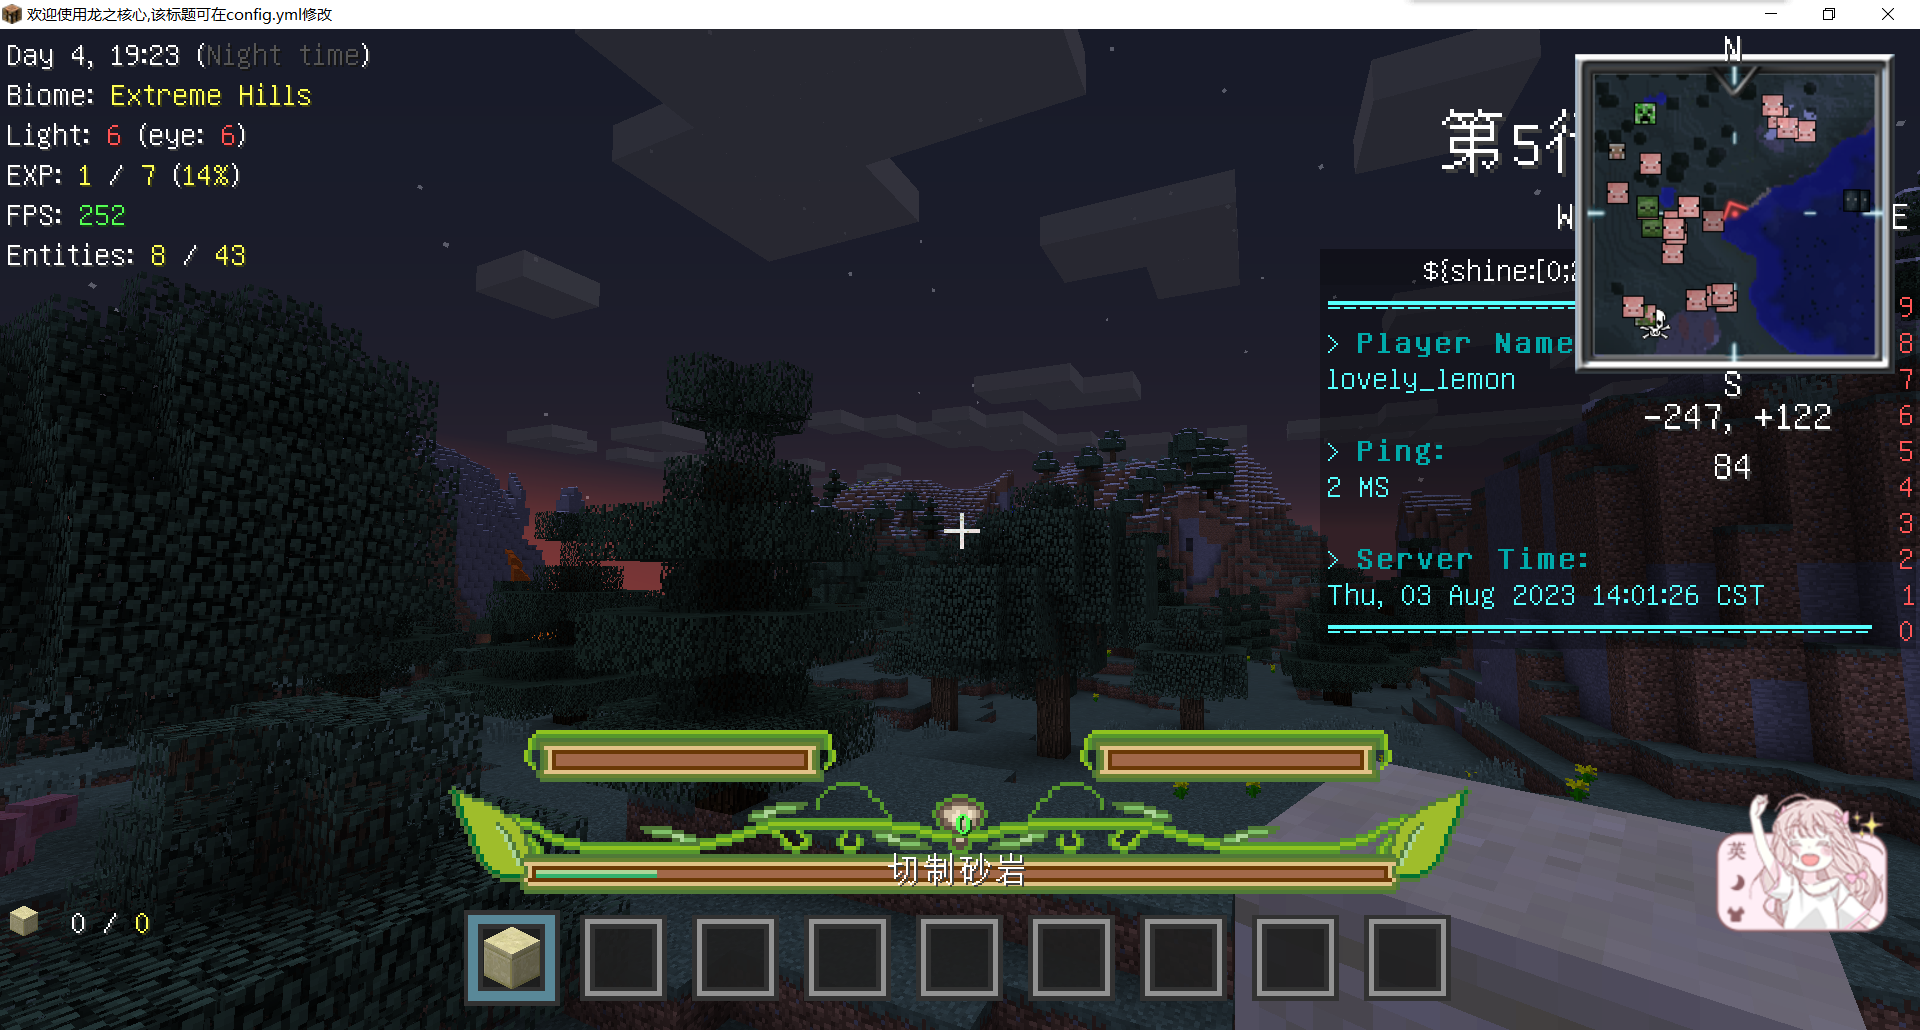 欢迎使用龙之核心,该标题可在config.yml修改
Day 4, 19:23 (Night time)
Biome: Extreme Hills
Light: 6 (eye: 6)
EXP: 1 / 7 (14%)
FPS: 252
Entities: 8 / 43
N
第5行
W
E
S
-247, +122
84
${shine:[0;
> Player Name
lovely_lemon
> Ping:
2 MS
> Server Time:
Thu, 03 Aug 2023 14:01:26 CST
9
8
7
6
5
4
3
2
1
0
0
切制砂岩
0 / 0
英